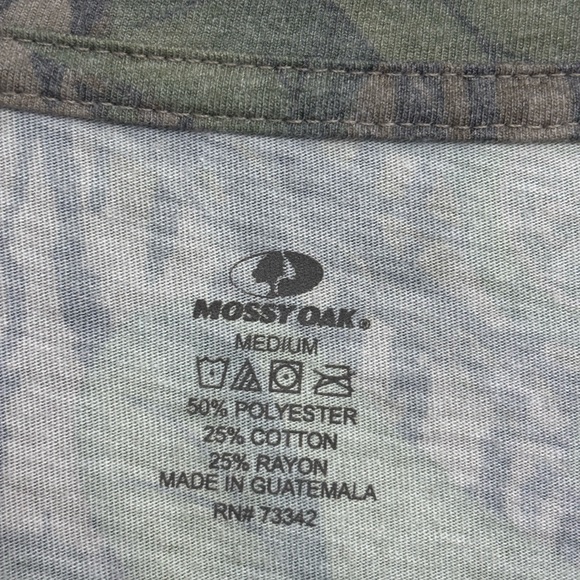 MOSSY OAK®
MEDIUM
50% POLYESTER
25% COTTON
25% RAYON
MADE IN GUATEMALA
RN# 73342